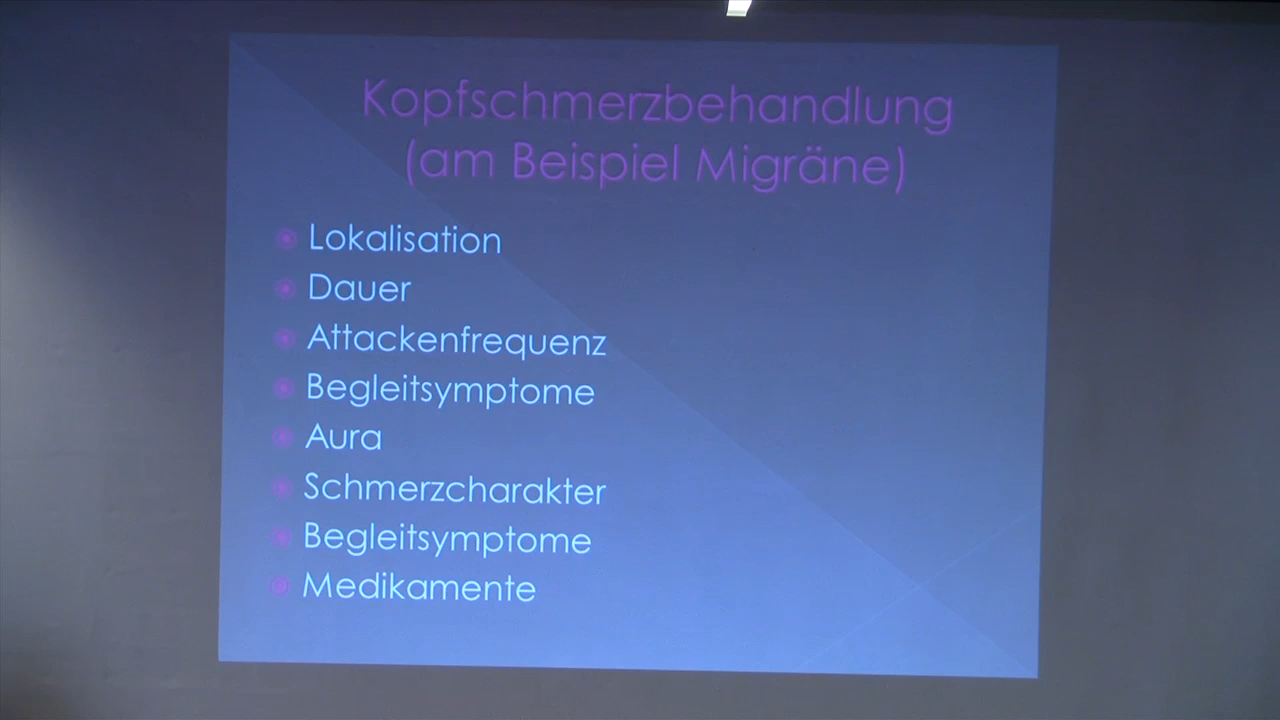 Kopfschmerzbehandlung
(am Beispiel Migräne)
Lokalisation
Dauer
Attackenfrequenz
Begleitsymptome
Aura
Schmerzcharakter
Begleitsymptome
Medikamente